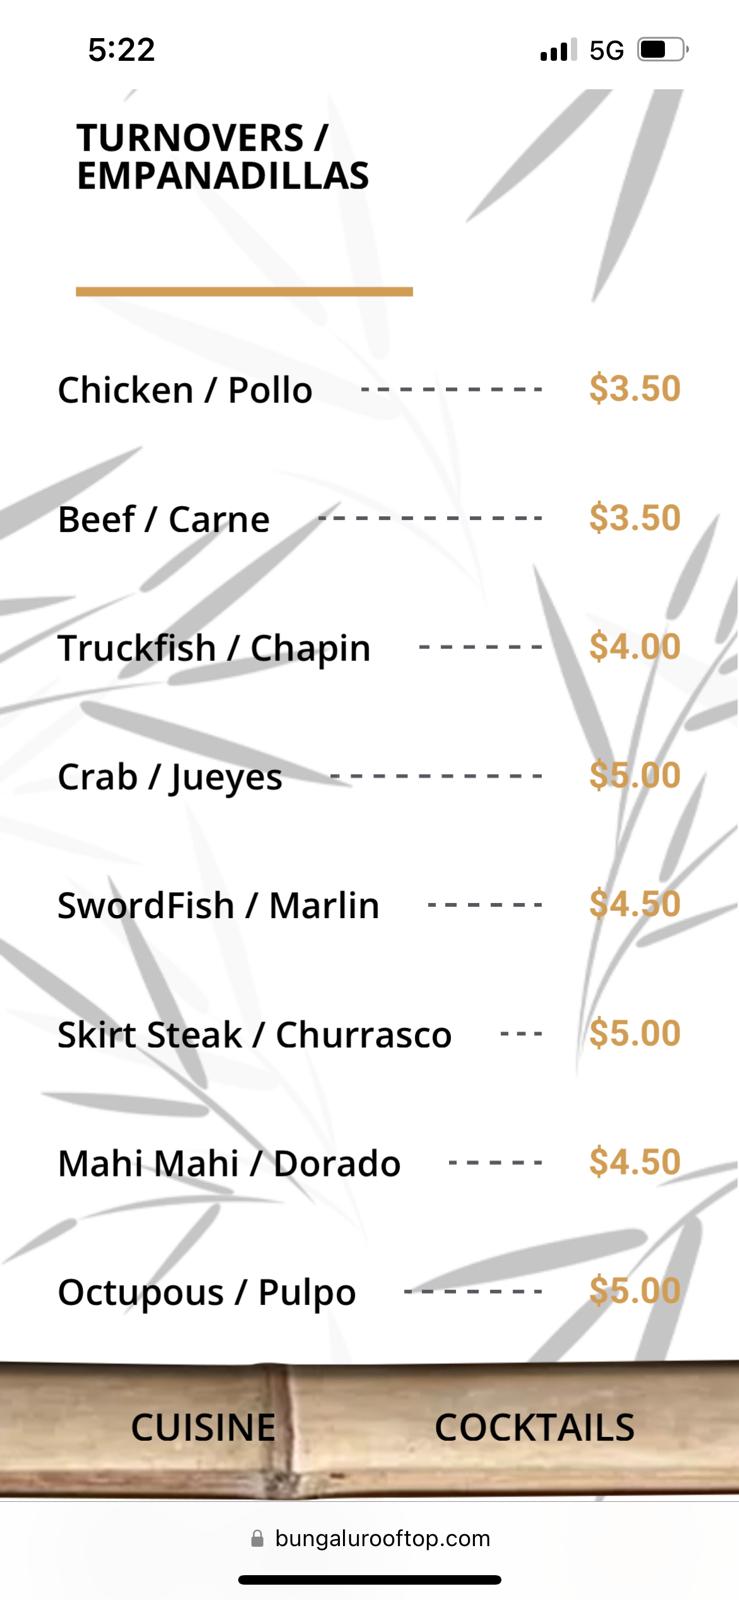 5:22 5G
TURNOVERS /
EMPANADILLAS
Chicken / Pollo --------- $3.50
Beef / Carne ------------ $3.50
Truckfish / Chapin ------ $4.00
Crab / Jueyes ----------- $5.00
SwordFish / Marlin ------ $4.50
Skirt Steak / Churrasco --- $5.00
Mahi Mahi / Dorado ----- $4.50
Octupous / Pulpo ------- $5.00
CUISINE COCKTAILS
bungalurooftop.com